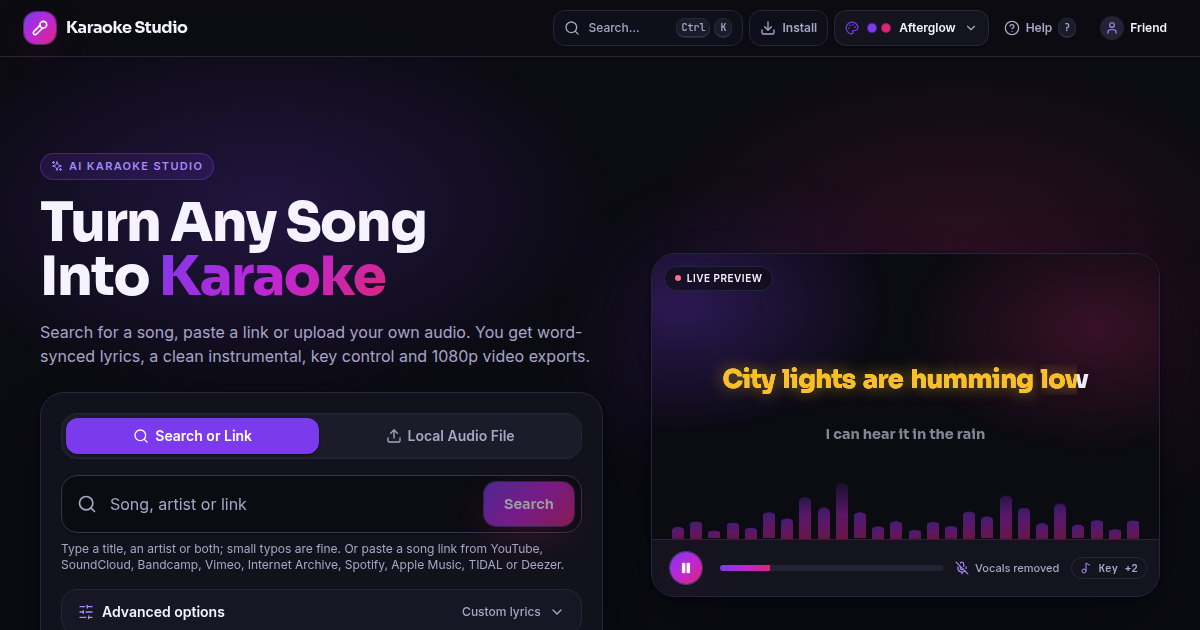 Karaoke Studio
Search...
Ctrl
K
Install
Afterglow
Help
?
Friend
AI KARAOKE STUDIO
Turn Any Song
Into Karaoke
Search for a song, paste a link or upload your own audio. You get word-
synced lyrics, a clean instrumental, key control and 1080p video exports.
Search or Link
Local Audio File
Song, artist or link
Search
Type a title, an artist or both; small typos are fine. Or paste a song link from YouTube,
SoundCloud, Bandcamp, Vimeo, Internet Archive, Spotify, Apple Music, TIDAL or Deezer.
Advanced options
Custom lyrics
LIVE PREVIEW
City lights are humming low
I can hear it in the rain
Vocals removed
Key +2